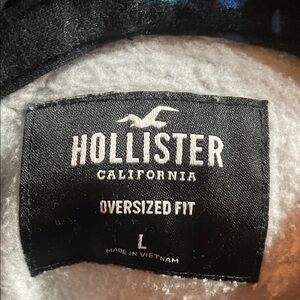 HOLLISTER
CALIFORNIA
OVERSIZED FIT
L
MADE IN VIETNAM